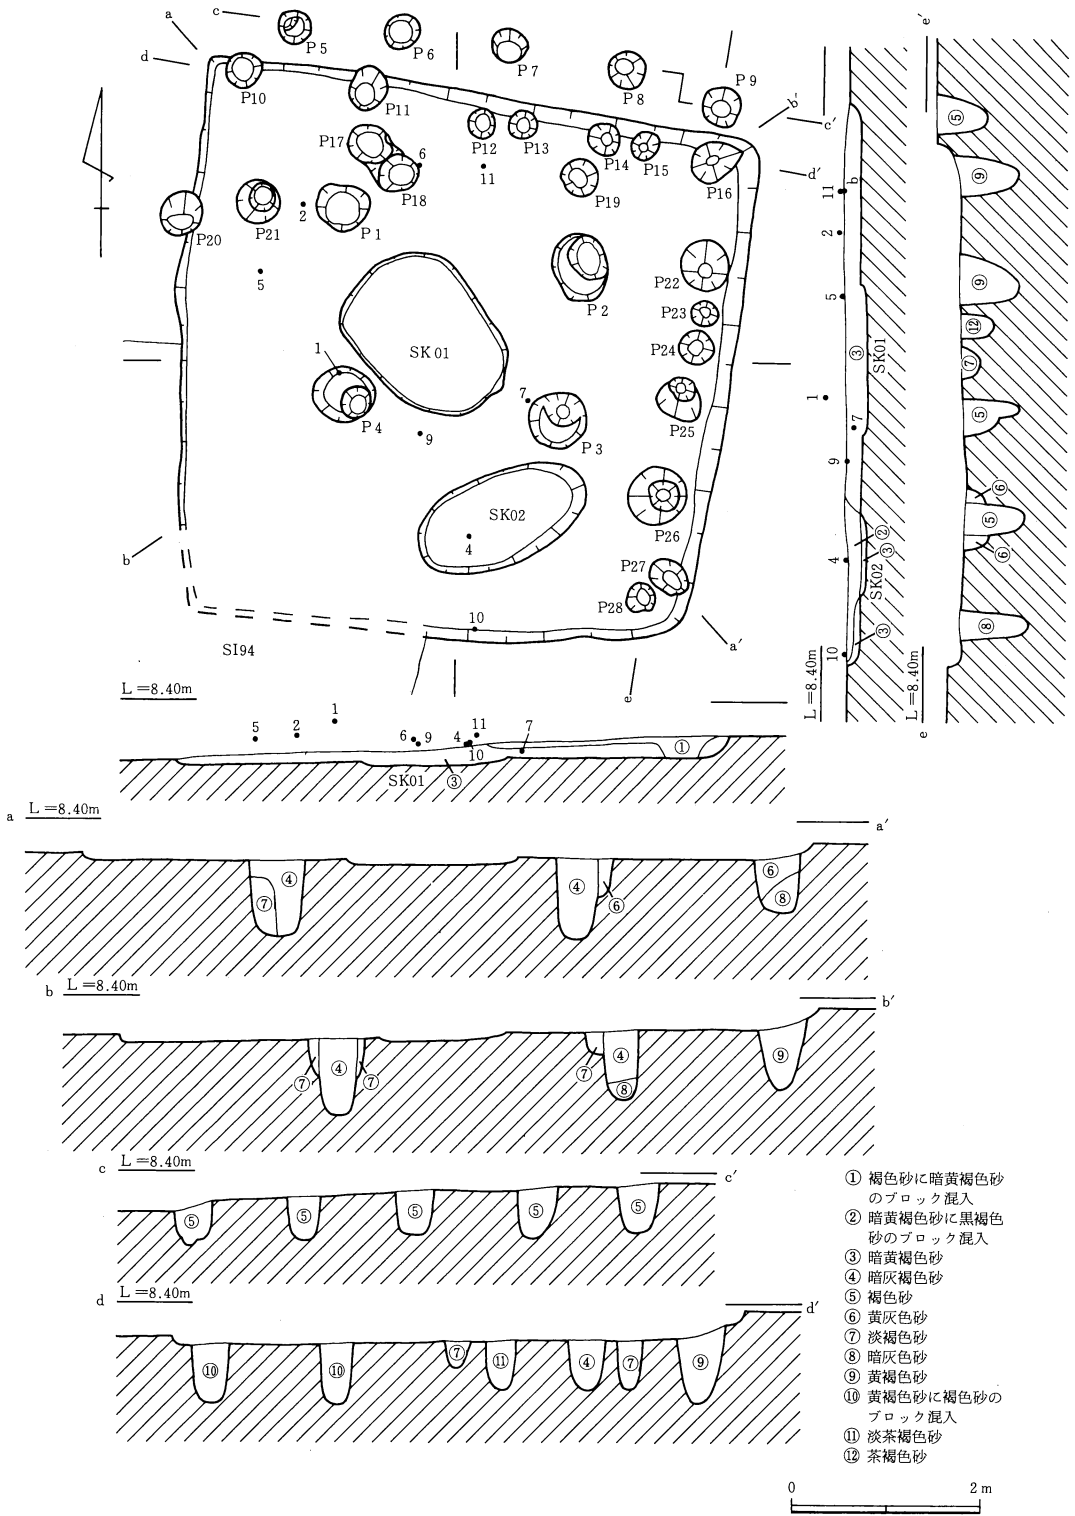 a
c
d
P5
P6
P7
P8
P9
P10
P11
P12
P13
P14
P15
P16
b′
c′
d′
P17
P18
6
11
P19
P20
P21
2
P1
5
P2
P22
P23
P24
P25
1
SK01
P4
7
P3
9
SK02
4
P26
P27
P28
b
10
SI94
a′
e
e′
11
b
2
5
③
SK01
1
7
9
4
②
③
SK02
③
10
L=8.40m
⑤
⑨
⑨
⑫
⑦
⑤
⑥
⑤
⑥
⑧
L=8.40m
e
L=8.40m
5
2
1
6
9
4
11
10
7
①
SK01
③
a
L=8.40m
a′
④
⑦
④
⑥
⑥
⑧
b
L=8.40m
b′
⑦
④
⑦
⑦
④
⑧
⑨
c
L=8.40m
c′
⑤
⑤
⑤
⑤
⑤
d
L=8.40m
d′
⑩
⑩
⑦
⑪
④
⑦
⑨
① 褐色砂に暗黄褐色砂
のブロック混入
② 暗黄褐色砂に黒褐色
砂のブロック混入
③ 暗黄褐色砂
④ 暗灰褐色砂
⑤ 褐色砂
⑥ 黄灰色砂
⑦ 淡褐色砂
⑧ 暗灰色砂
⑨ 黄褐色砂
⑩ 黄褐色砂に褐色砂の
ブロック混入
⑪ 淡茶褐色砂
⑫ 茶褐色砂
0
2m